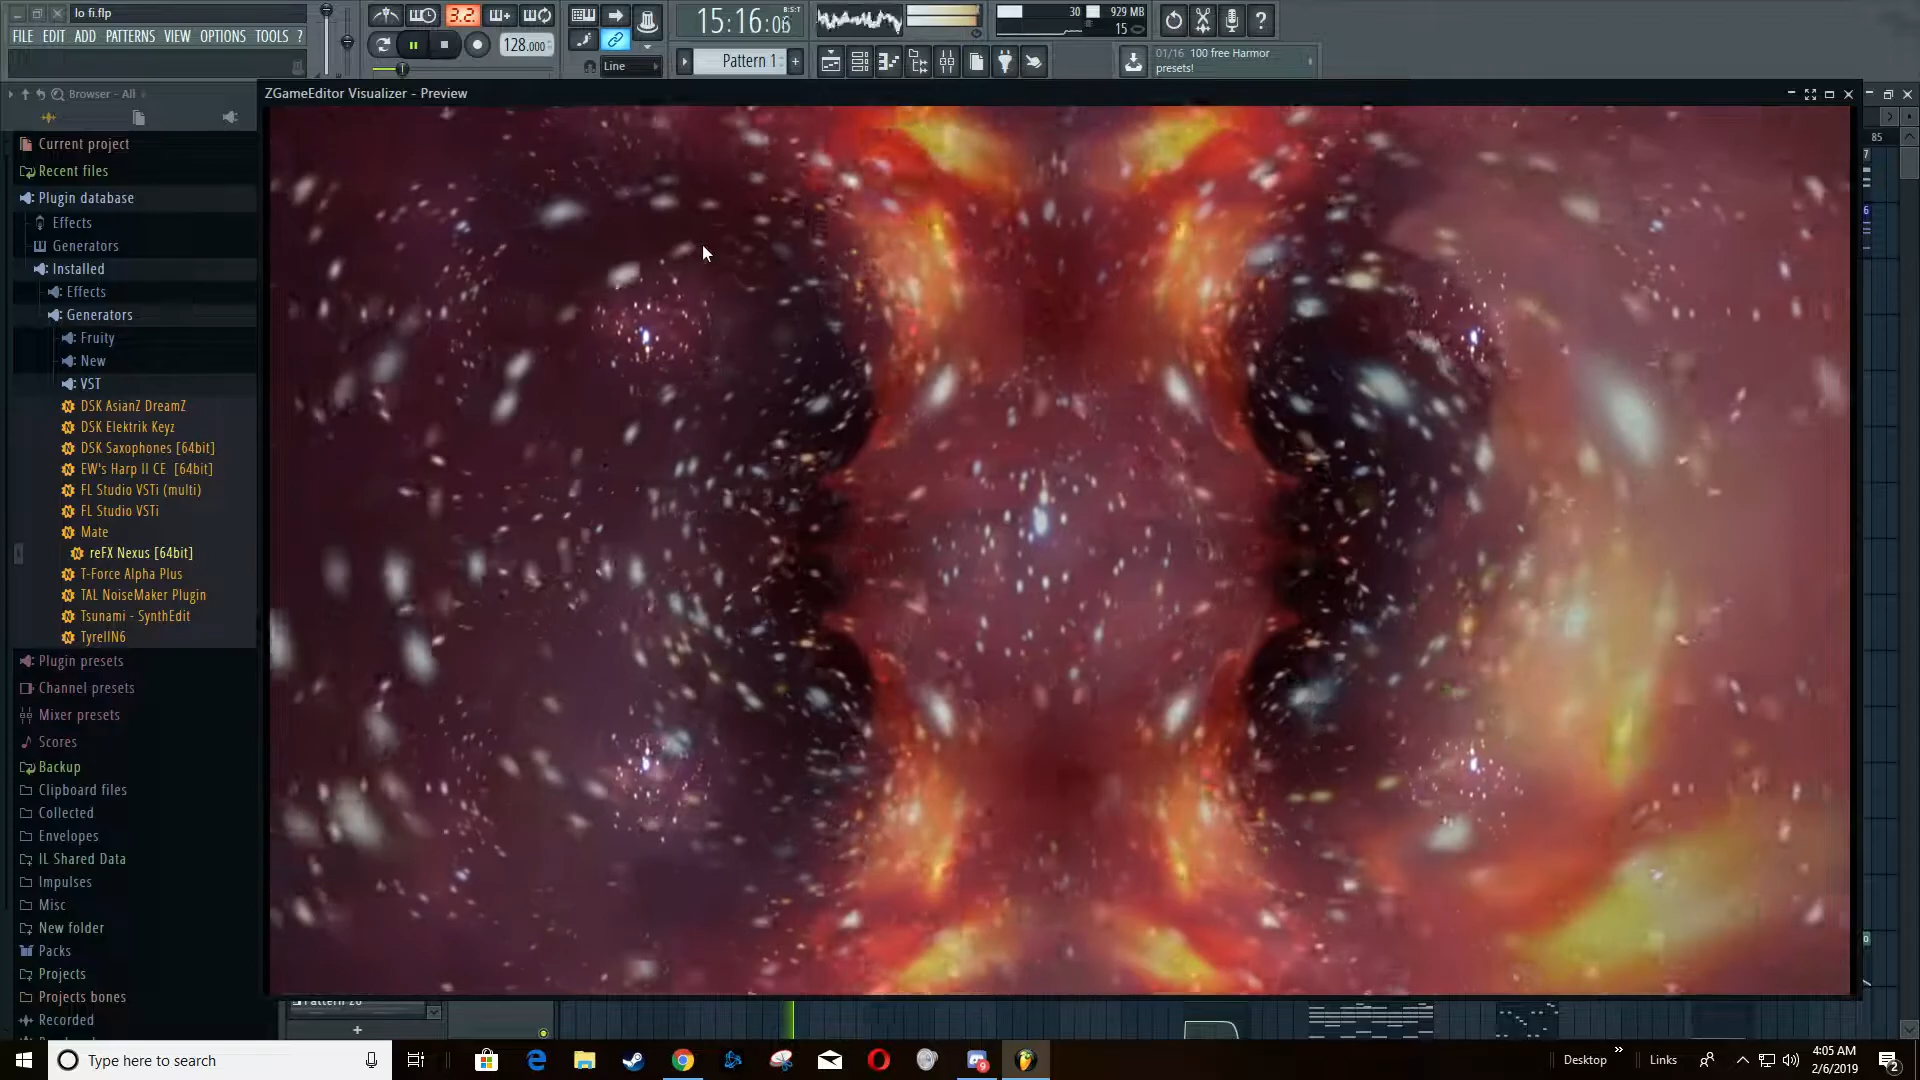 lo fi.flp
FILE EDIT ADD PATTERNS VIEW OPTIONS TOOLS ?
3.2
128.000
Line
15:16:06
B:S:T
Pattern 1
30
929 MB
15
01/16 100 free Harmor
presets!
Browser - All
ZGameEditor Visualizer - Preview
85
Current project
Recent files
Plugin database
Effects
Generators
Installed
Effects
Generators
Fruity
New
VST
DSK AsianZ DreamZ
DSK Elektrik Keyz
DSK Saxophones [64bit]
EW's Harp II CE [64bit]
FL Studio VSTi (multi)
FL Studio VSTi
Mate
reFX Nexus [64bit]
T-Force Alpha Plus
TAL NoiseMaker Plugin
Tsunami - SynthEdit
TyrellN6
Plugin presets
Channel presets
Mixer presets
Scores
Backup
Clipboard files
Collected
Envelopes
IL Shared Data
Impulses
Misc
New folder
Packs
Projects
Projects bones
Recorded
Type here to search
9
Desktop
Links
4:05 AM
2/6/2019
2